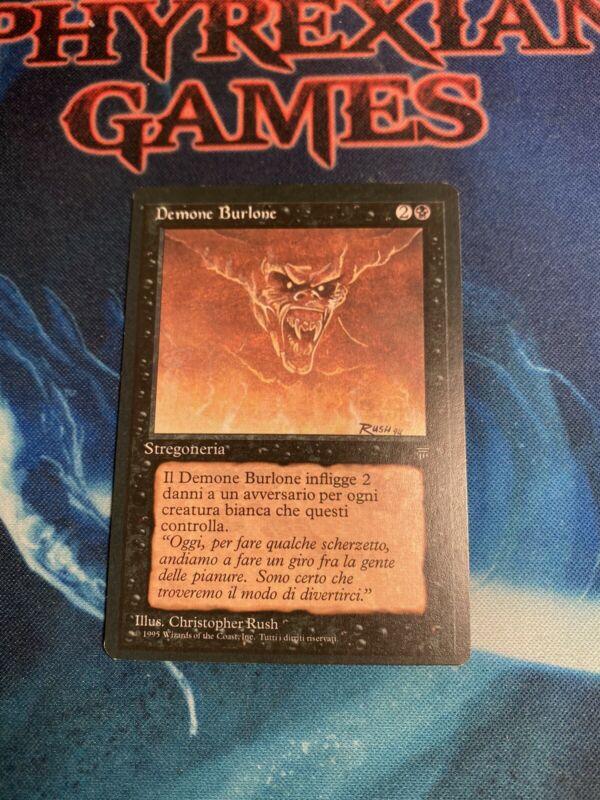 PHYREXIAN
GAMES
Demone Burlone
2
RUSH 94
Stregoneria
Il Demone Burlone infligge 2
danni a un avversario per ogni
creatura bianca che questi
controlla.
“Oggi, per fare qualche scherzetto,
andiamo a fare un giro fra la gente
delle pianure. Sono certo che
troveremo il modo di divertirci.”
Illus. Christopher Rush
© 1995 Wizards of the Coast, Inc. Tutti i diritti riservati.